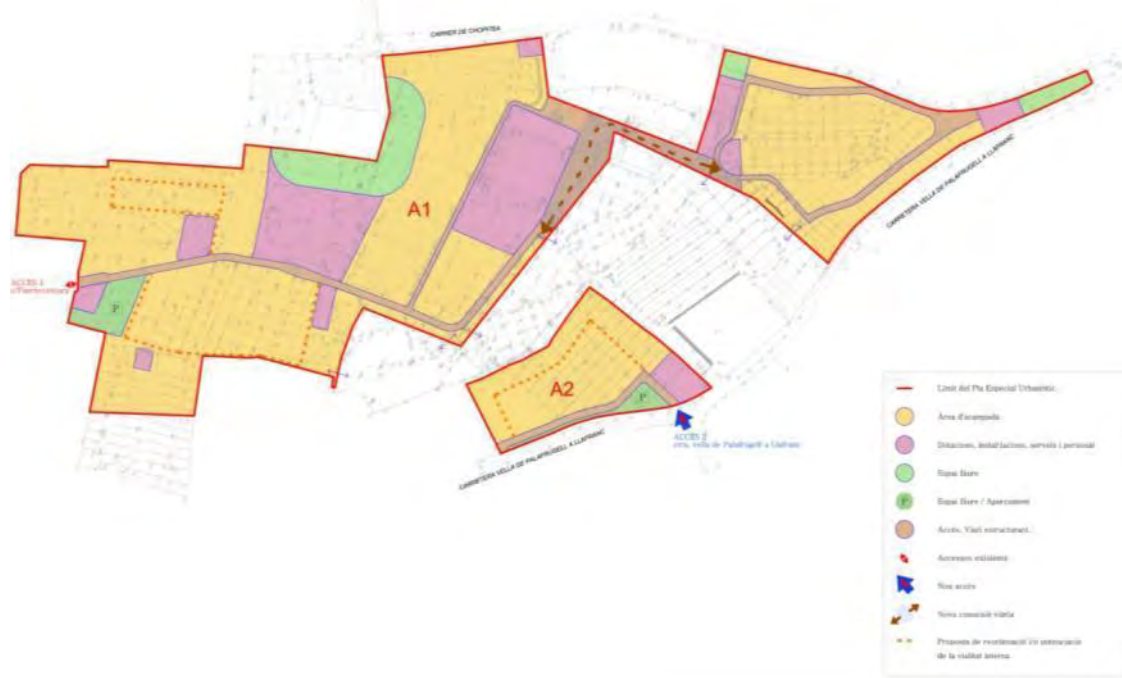 CARRER DE CHOPITEA
A1
ACCÉS 1
P
CARRETERA VELLA DE PALAFRUGELL A LLAFRANC
A2
P
ACCÉS 2
ctra. vella de Palafrugell a Llafranc
CARRETERA VELLA DE PALAFRUGELL A LLAFRANC
Límit del Pla Especial Urbanístic.
Àrea d'acampada.
Dotacions, instal·lacions, serveis i personal
Espai lliure
P
Espai lliure / Aparcament
Accés. Viari estructurant.
Accessos existents
Nou accés
Nova connexió viària
Proposta de reordenació i/o
de la vialitat interna.